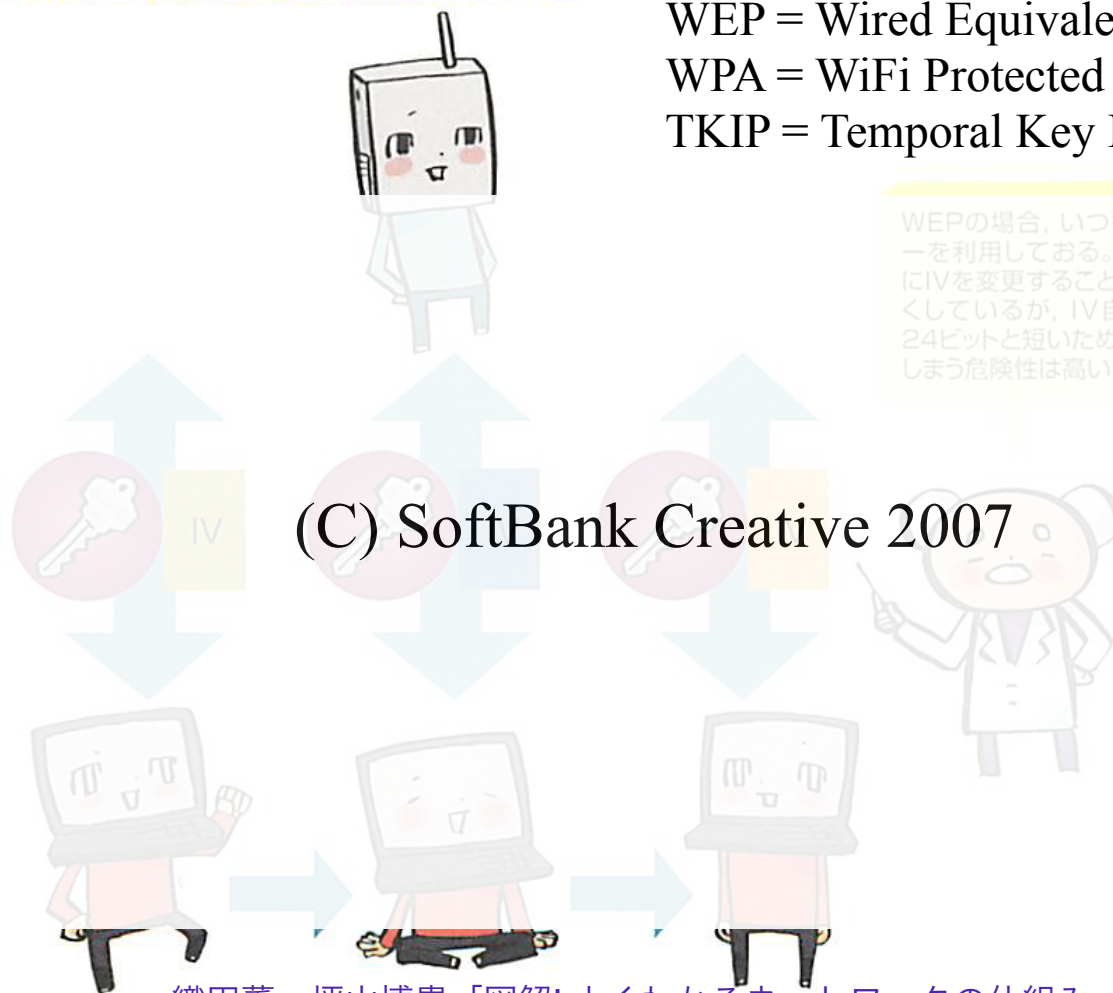 WEP = Wired Equivale
WPA = WiFi Protected
TKIP = Temporal Key
WEPの場合, いつ
ーを利用しておる。
にIVを変更すること
くしているが, IV自
24ビットと短いため
しまう危険性は高い
IV
(C) SoftBank Creative 2007